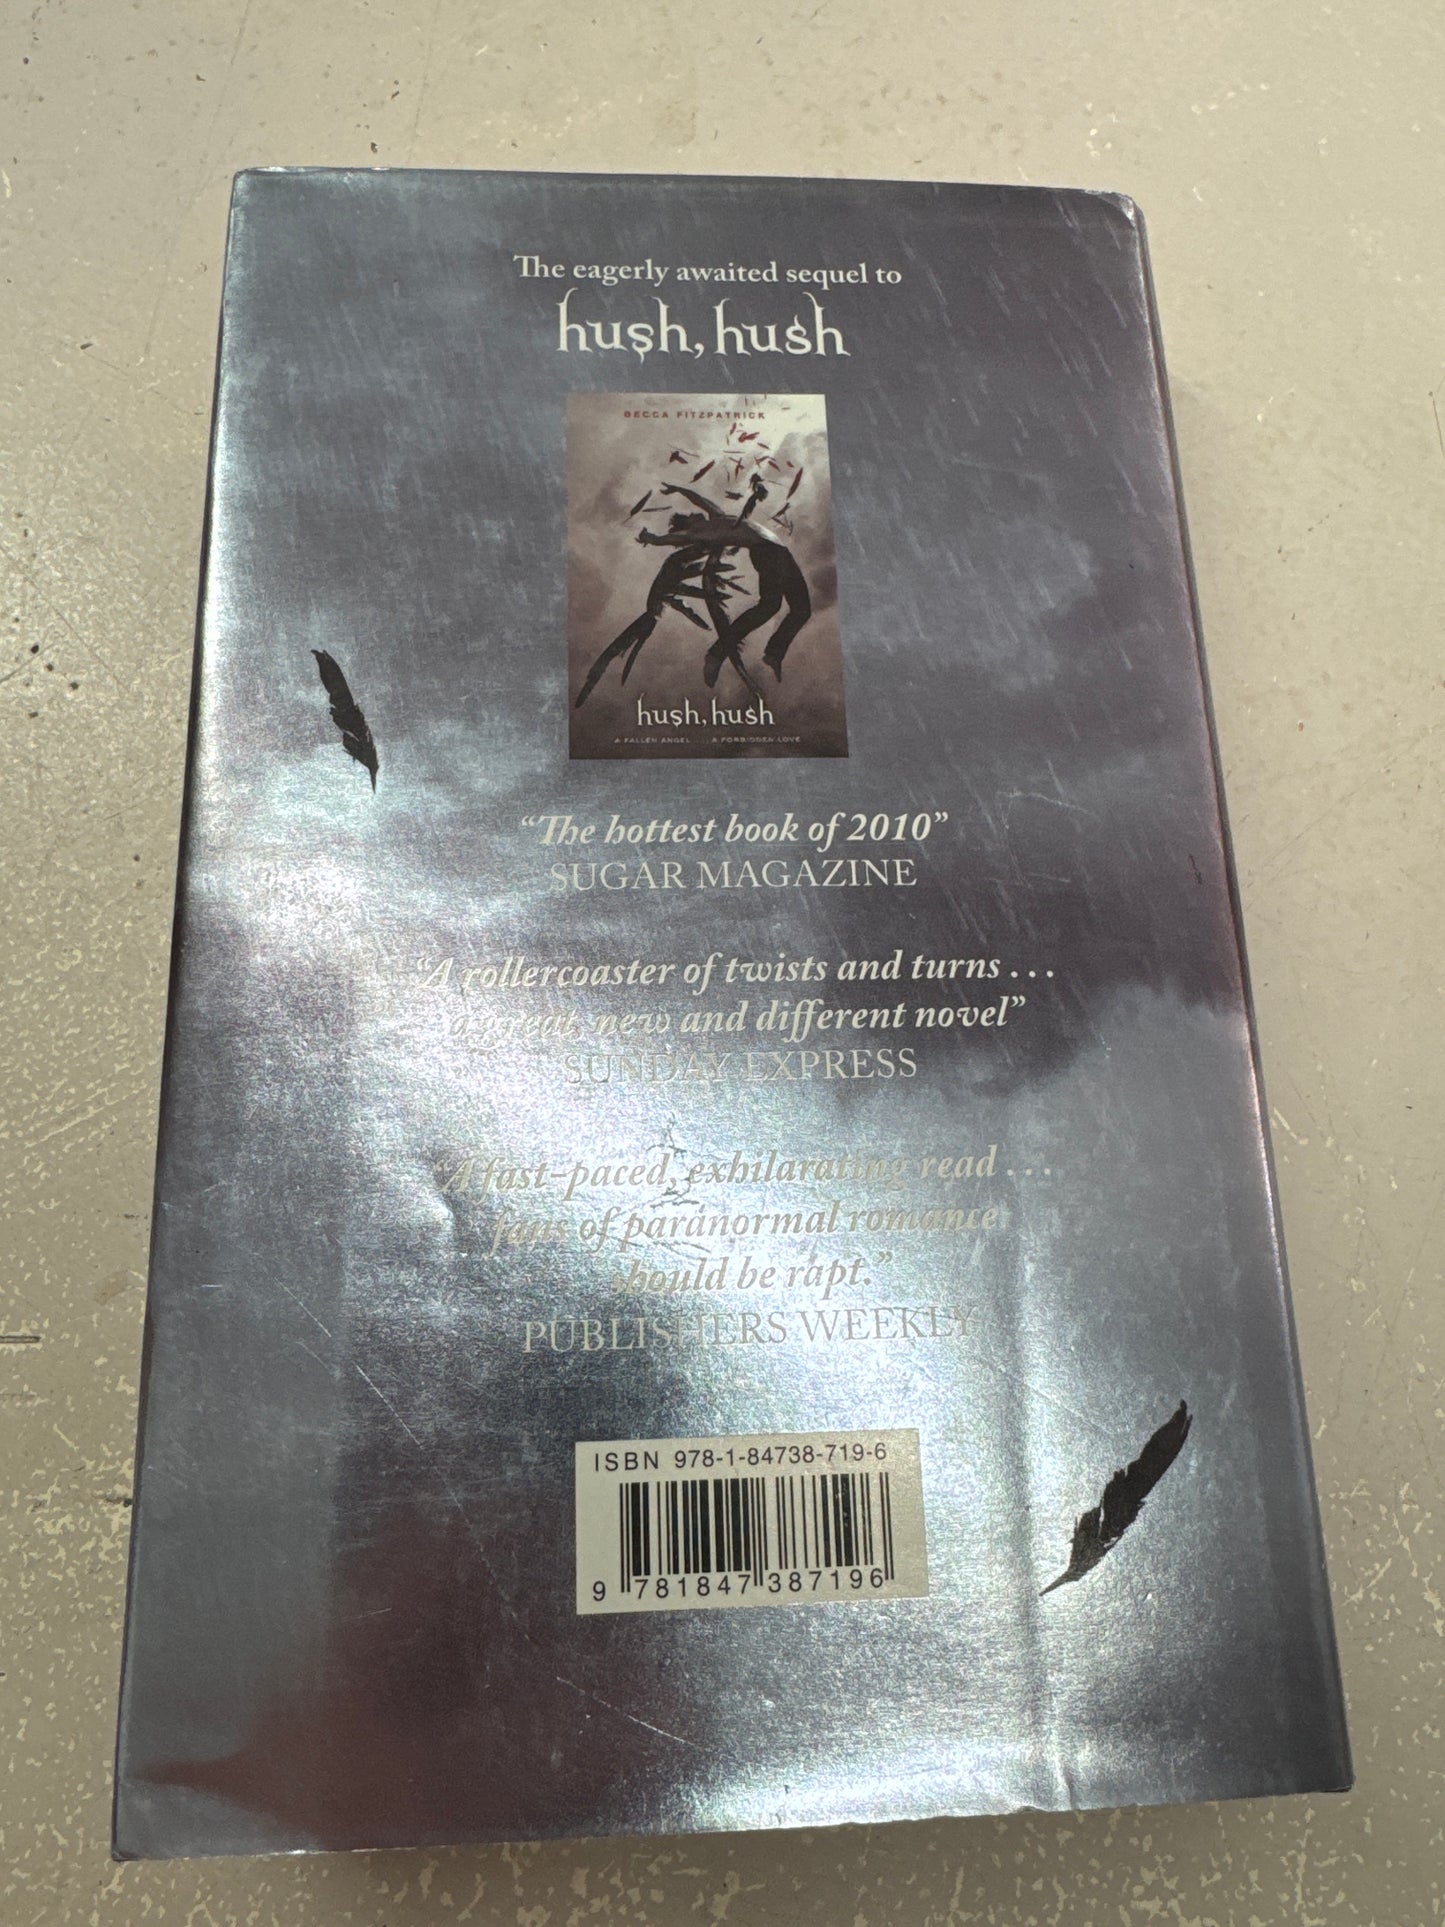 The eagerly awaited sequel to
hush, hush
BECCA FITZPATRICK
hush, hush
A FALLEN ANGEL . . . A FORBIDDEN LOVE
“The hottest book of 2010”
SUGAR MAGAZINE
“A rollercoaster of twists and turns . . .
a great, new and different novel”
SUNDAY EXPRESS
“A fast-paced, exhilarating read . . .
fans of paranormal romance
should be rapt.”
PUBLISHERS WEEKLY
ISBN 978-1-84738-719-6
9 781847 387196